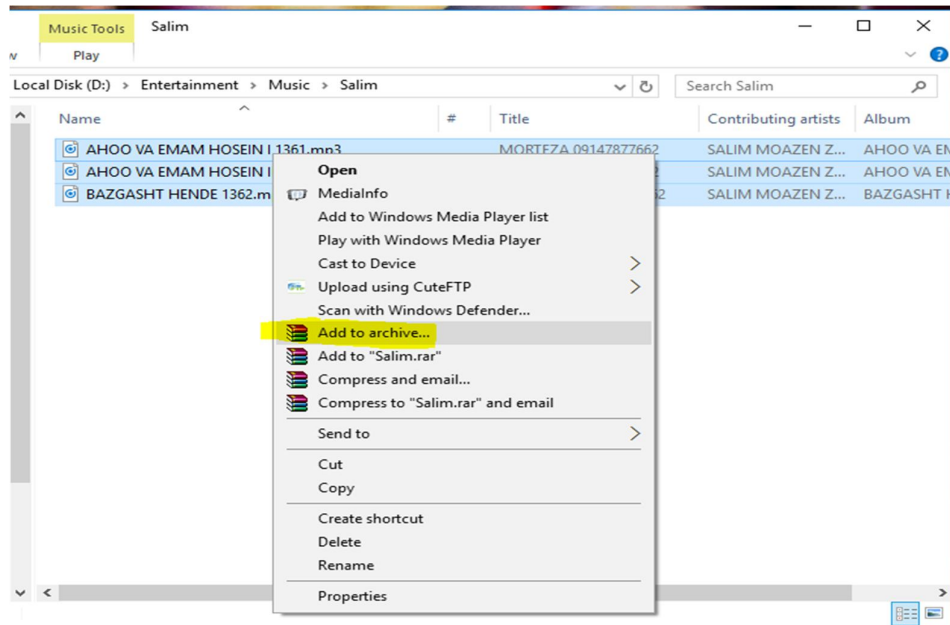 Music Tools Salim
Play
Local Disk (D:) > Entertainment > Music > Salim Search Salim
Name # Title Contributing artists Album
AHOO VA EMAM HOSEIN I 1361.mp3 MORTEZA 09147877662 SALIM MOAZEN Z... AHOO VA EM
AHOO VA EMAM HOSEIN I SALIM MOAZEN Z... AHOO VA EM
BAZGASHT HENDE 1362.m SALIM MOAZEN Z... BAZGASHT
Open
MediaInfo
Add to Windows Media Player list
Play with Windows Media Player
Cast to Device
Upload using CuteFTP
Scan with Windows Defender...
Add to archive...
Add to "Salim.rar"
Compress and email...
Compress to "Salim.rar" and email
Send to
Cut
Copy
Create shortcut
Delete
Rename
Properties